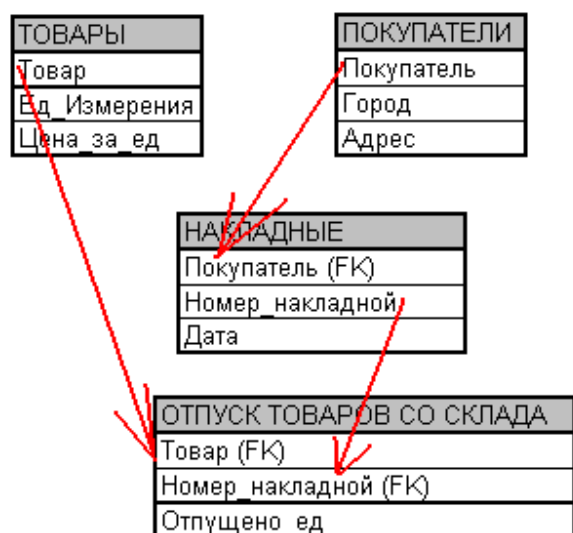 ТОВАРЫ
Товар
Ед_Измерения
Цена_за_ед
ПОКУПАТЕЛИ
Покупатель
Город
Адрес
НАКЛАДНЫЕ
Покупатель (FK)
Номер_накладной
Дата
ОТПУСК ТОВАРОВ СО СКЛАДА
Товар (FK)
Номер_накладной (FK)
Отпущено_ед